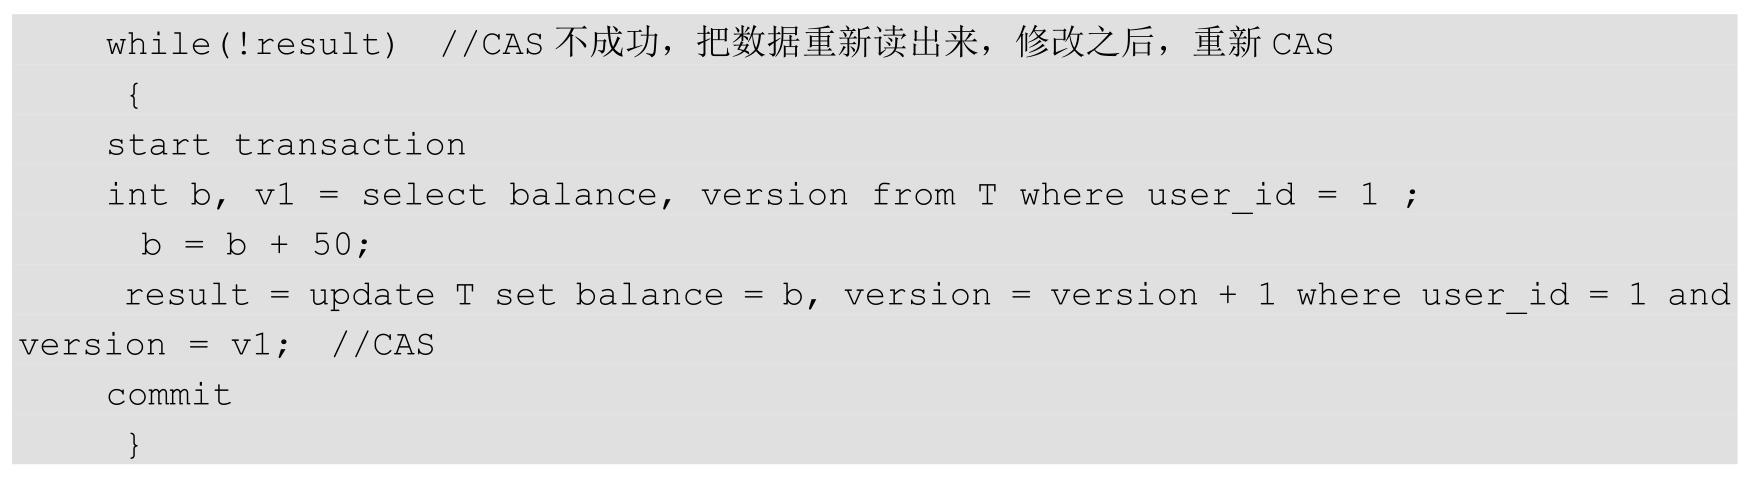 while(!result)  //CAS 不成功，把数据重新读出来，修改之后，重新 CAS
{
start transaction
int b, v1 = select balance, version from T where user_id = 1 ;
b = b + 50;
result = update T set balance = b, version = version + 1 where user_id = 1 and
version = v1;  //CAS
commit
}